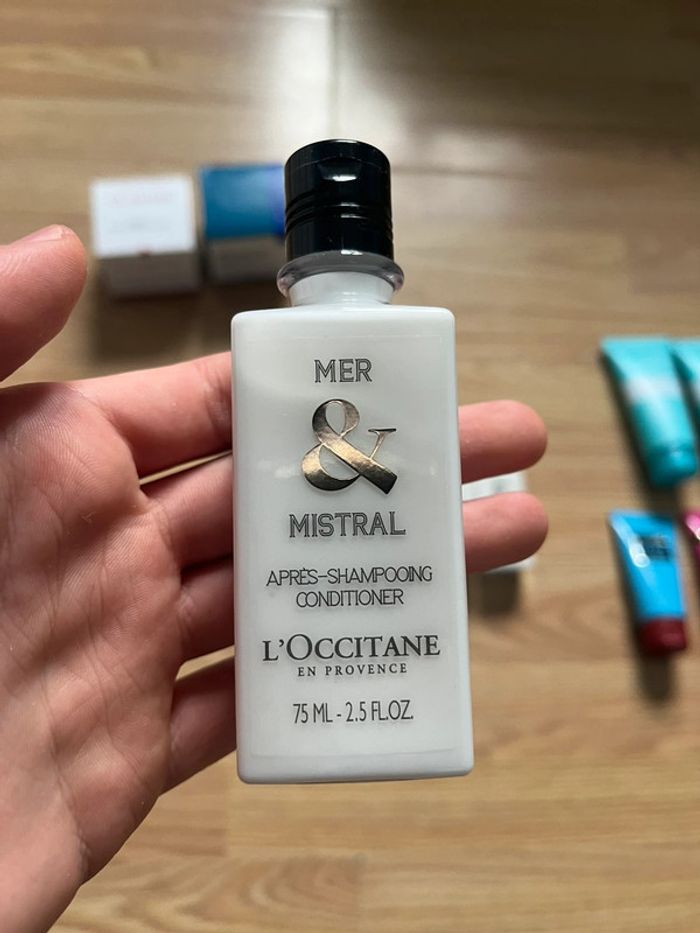 MER
&
MISTRAL
APRÈS-SHAMPOOING
CONDITIONER
L'OCCITANE
EN PROVENCE
75 ML - 2.5 FL.OZ.